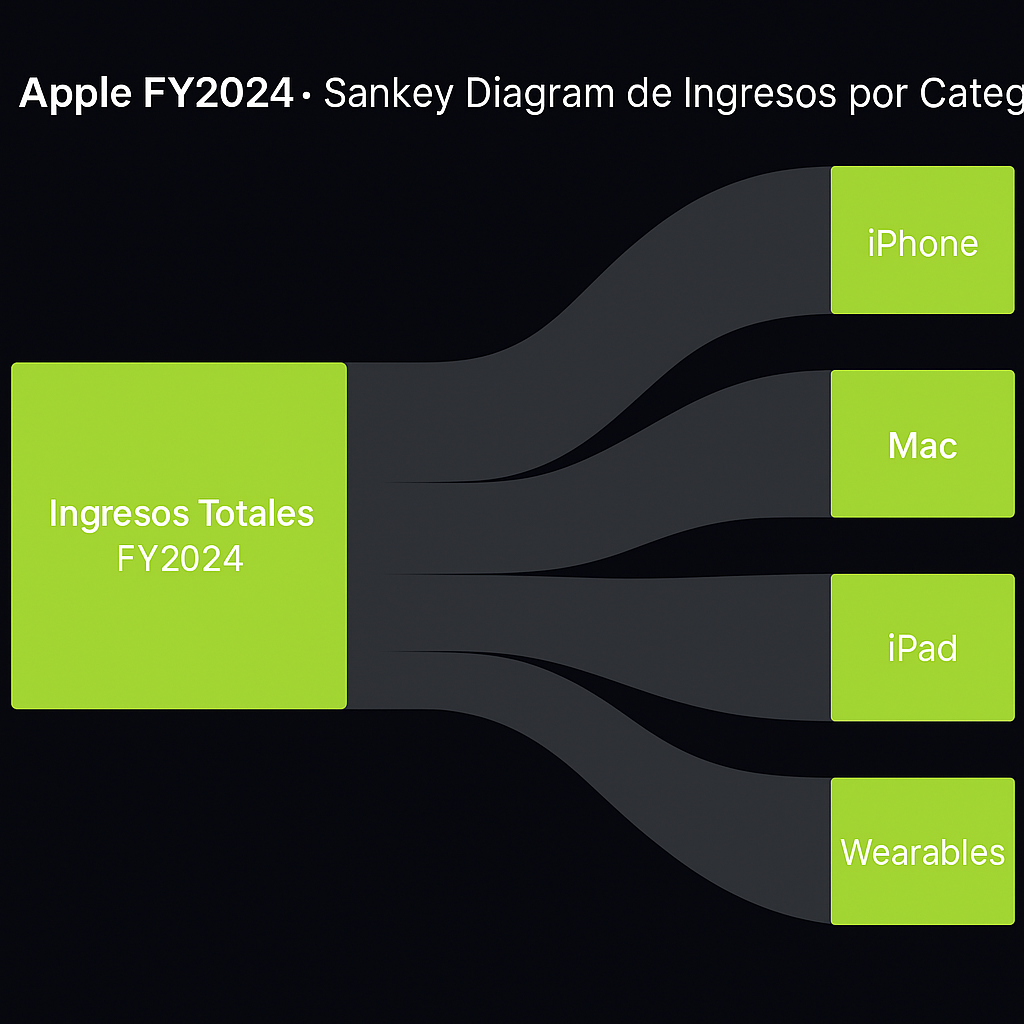 Apple FY2024 · Sankey Diagram de Ingresos por Categ
iPhone
Mac
Ingresos Totales
FY2024
iPad
Wearables